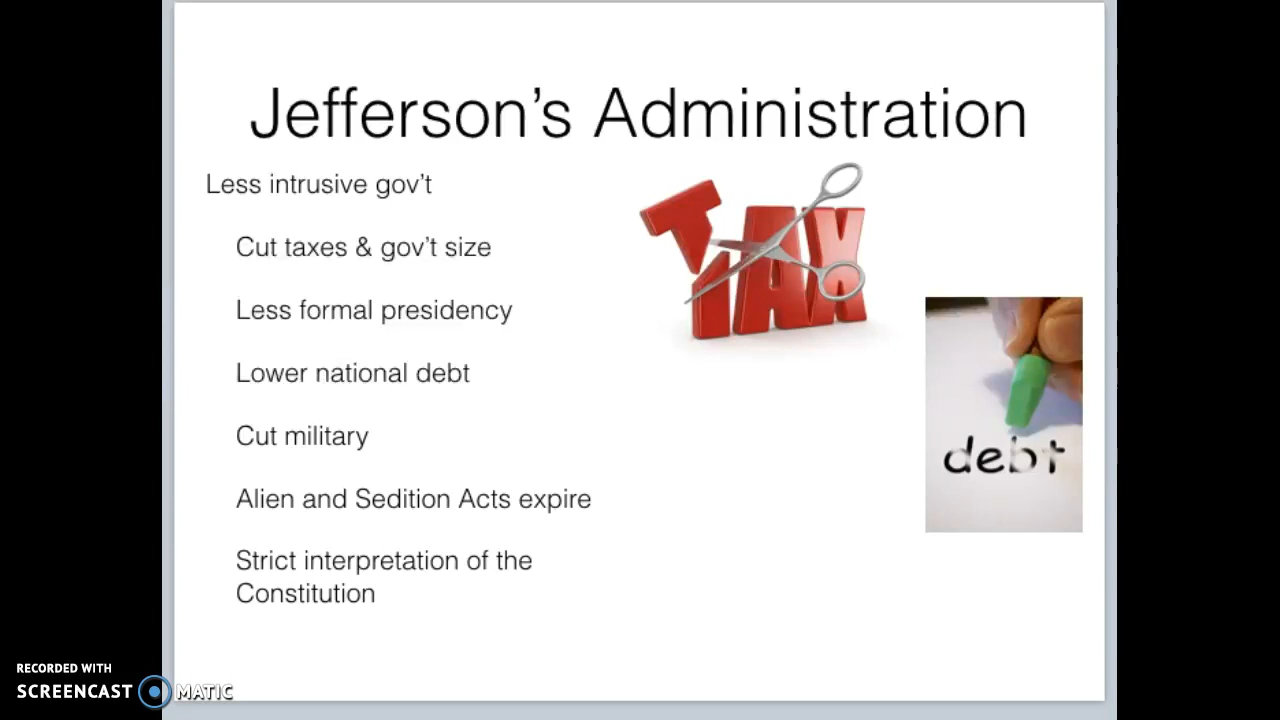 Jefferson's Administration
Less intrusive gov't
Cut taxes & gov't size
Less formal presidency
Lower national debt
Cut military
Alien and Sedition Acts expire
Strict interpretation of the
Constitution
TAX
debt
RECORDED WITH
SCREENCAST MATIC